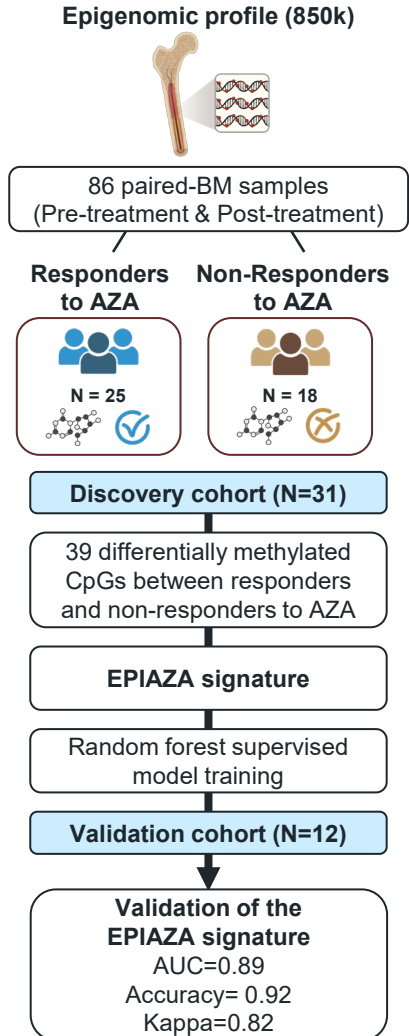 Epigenomic profile (850k)
86 paired-BM samples
(Pre-treatment & Post-treatment)
Responders
to AZA
N = 25
Non-Responders
to AZA
N = 18
Discovery cohort (N=31)
39 differentially methylated
CpGs between responders
and non-responders to AZA
EPIAZA signature
Random forest supervised
model training
Validation cohort (N=12)
Validation of the
EPIAZA signature
AUC=0.89
Accuracy= 0.92
Kappa=0.82